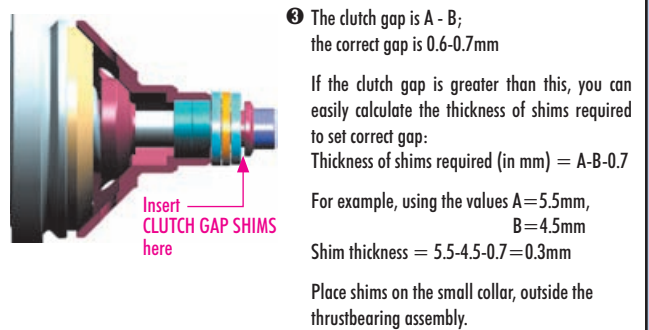 ❸ The clutch gap is A - B;
the correct gap is 0.6-0.7mm
If the clutch gap is greater than this, you can
easily calculate the thickness of shims required
to set correct gap:
Thickness of shims required (in mm) = A-B-0.7
For example, using the values A=5.5mm,
B=4.5mm
Shim thickness = 5.5-4.5-0.7=0.3mm
Place shims on the small collar, outside the
thrustbearing assembly.
Insert
CLUTCH GAP SHIMS
here